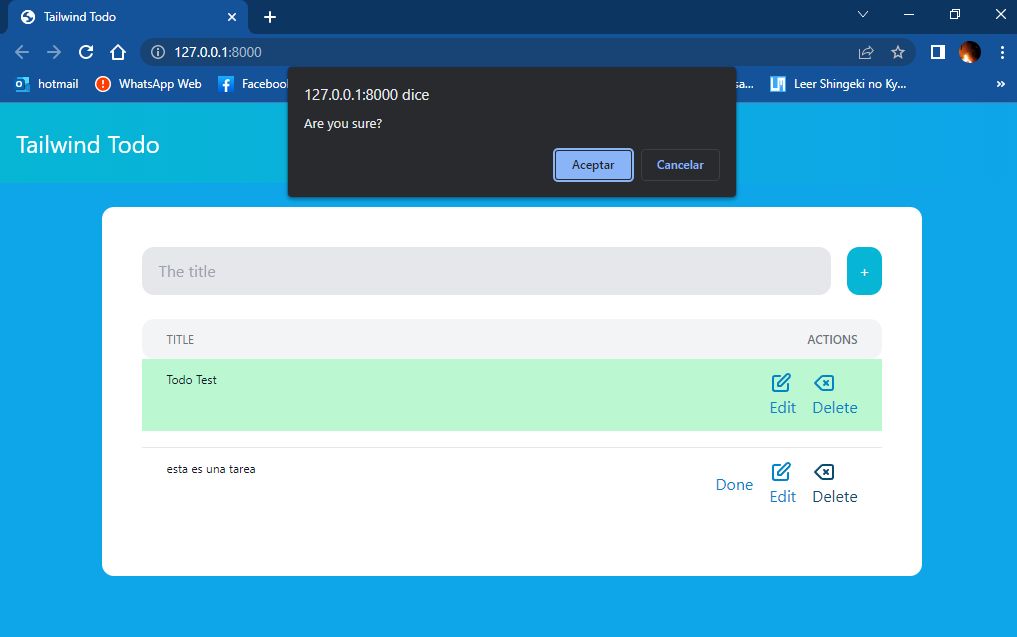 Tailwind Todo
127.0.0.1:8000
hotmail WhatsApp Web Faceboo sa... Leer Shingeki no Ky...
127.0.0.1:8000 dice
Are you sure?
Aceptar Cancelar
Tailwind Todo
The title +
TITLE ACTIONS
Todo Test
Edit Delete
esta es una tarea
Done Edit Delete